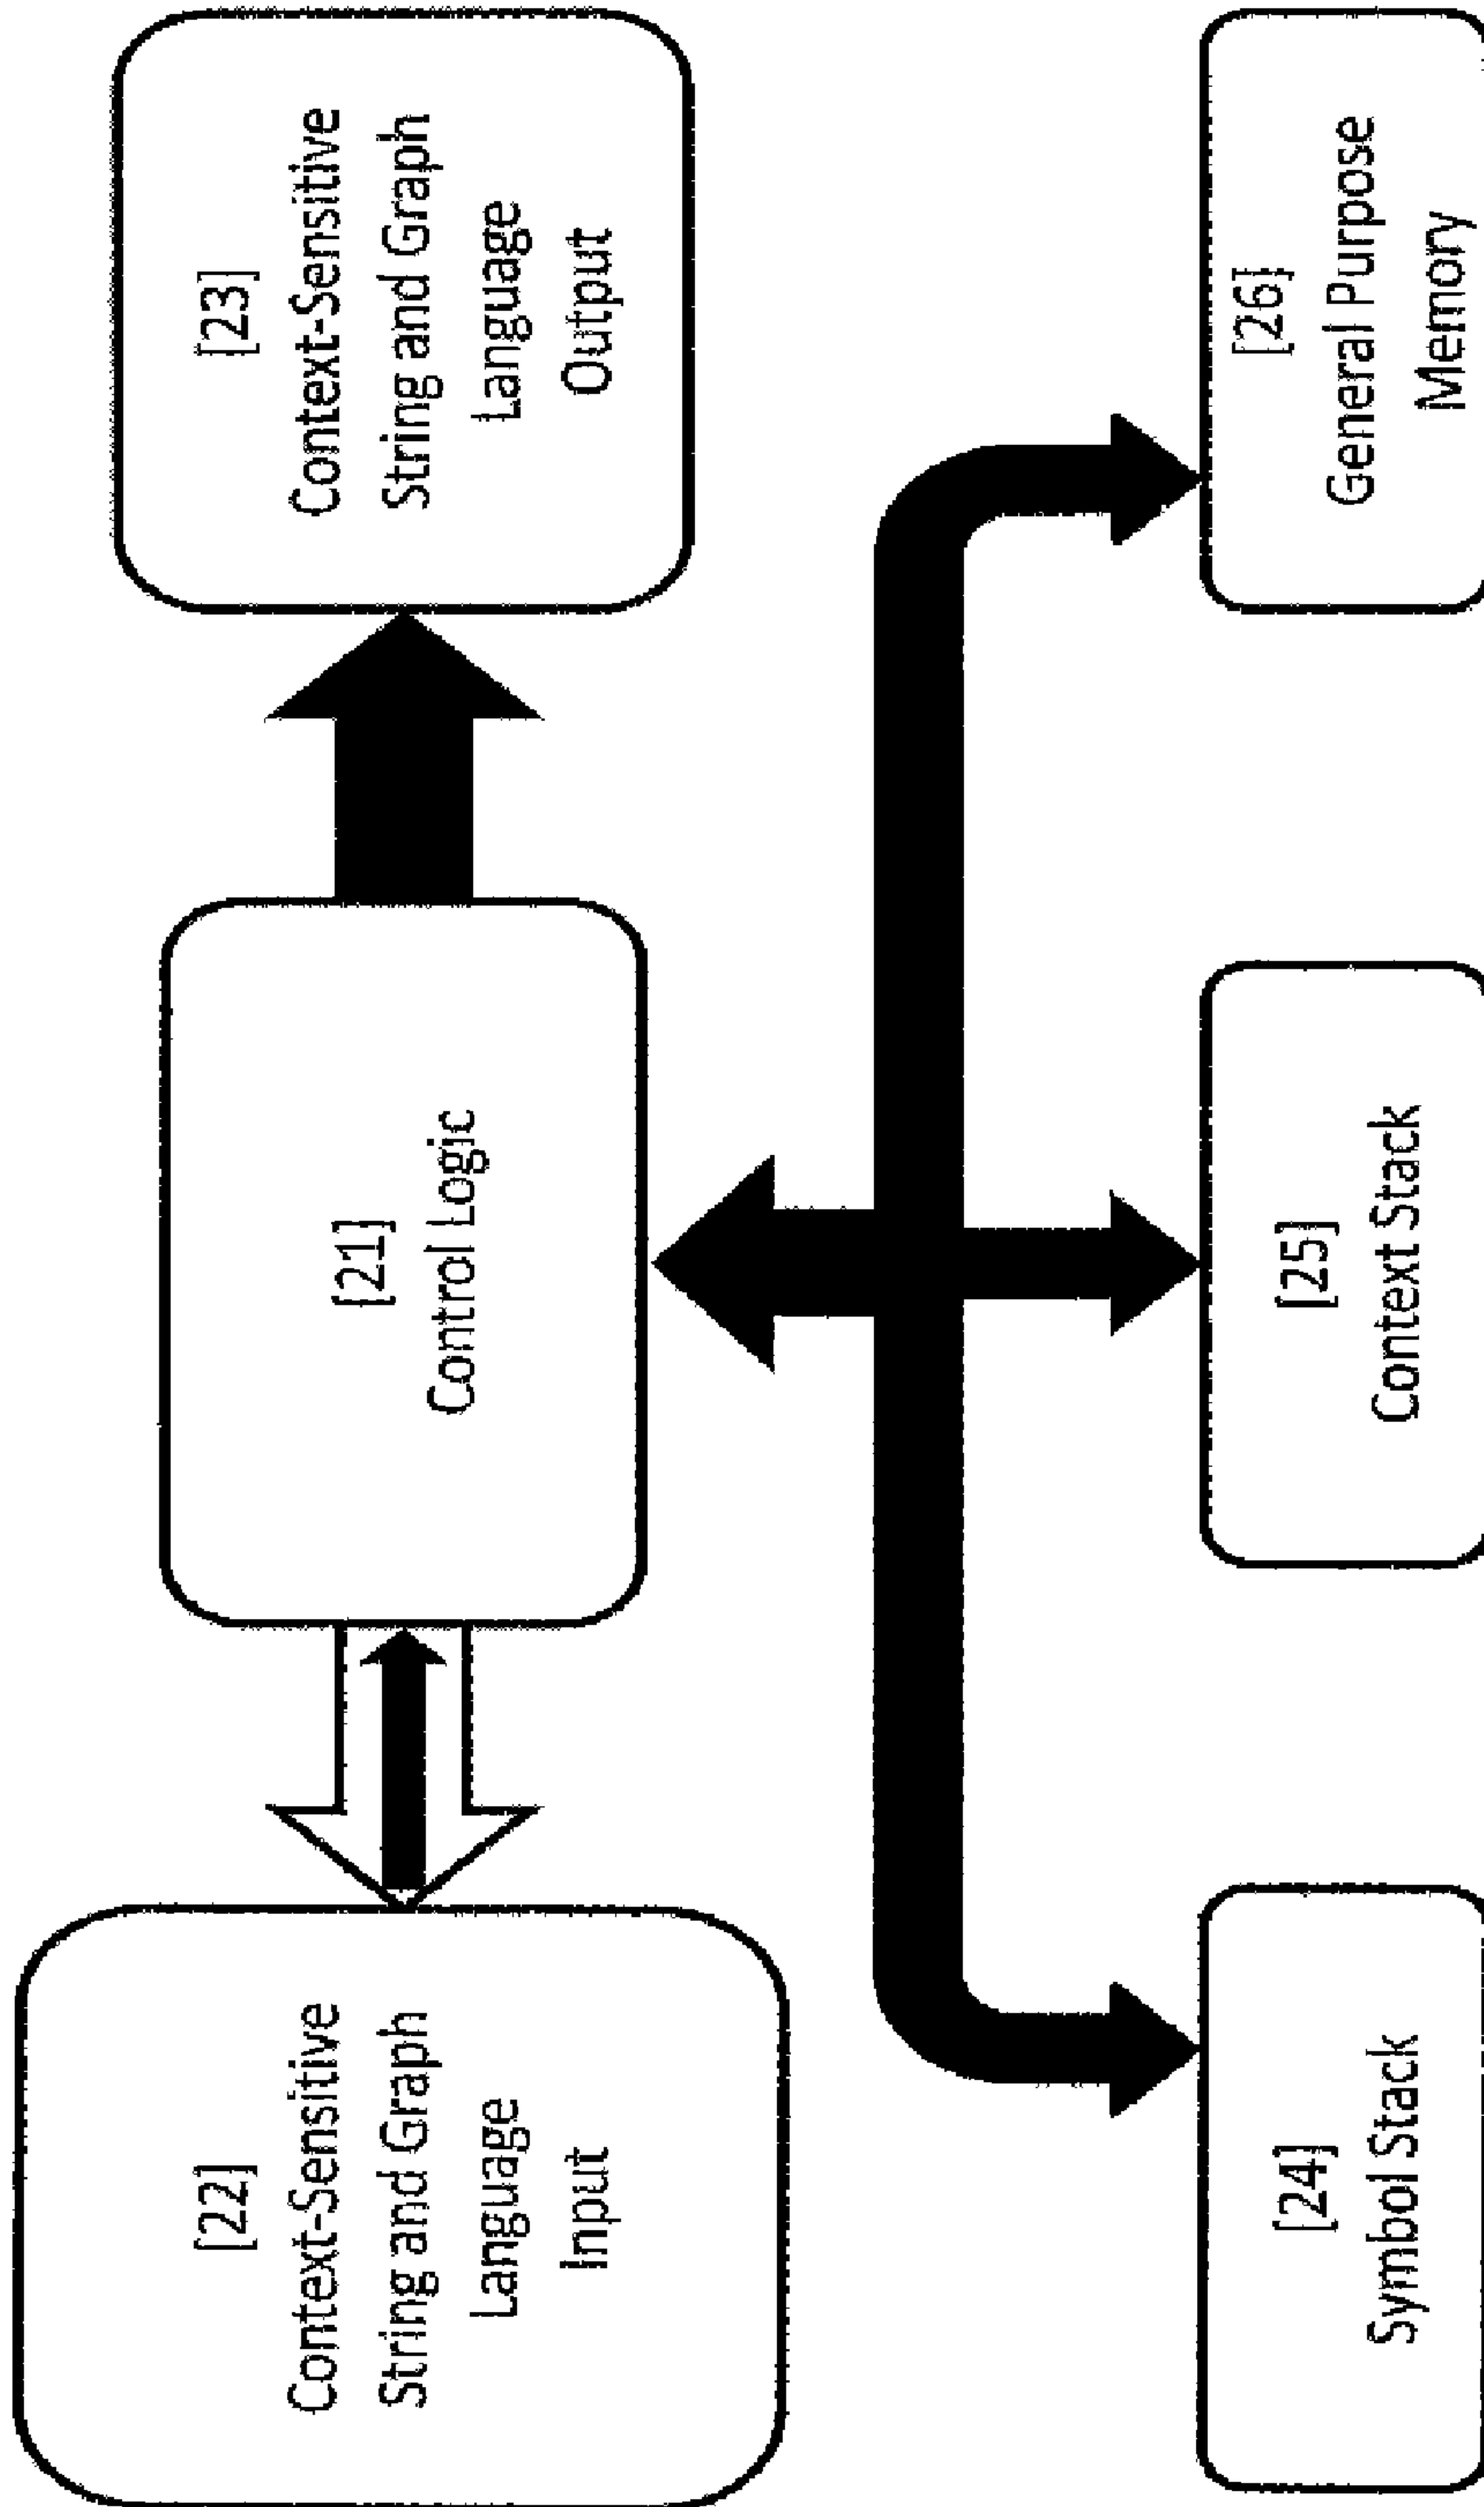 [22]
Context-Sensitive
String and Graph
Language
Input
[21]
Control Logic
[23]
Context-Sensitive
String and Graph
Language
Output
[24]
Symbol Stack
[25]
Context Stack
[26]
General Purpose
Memory